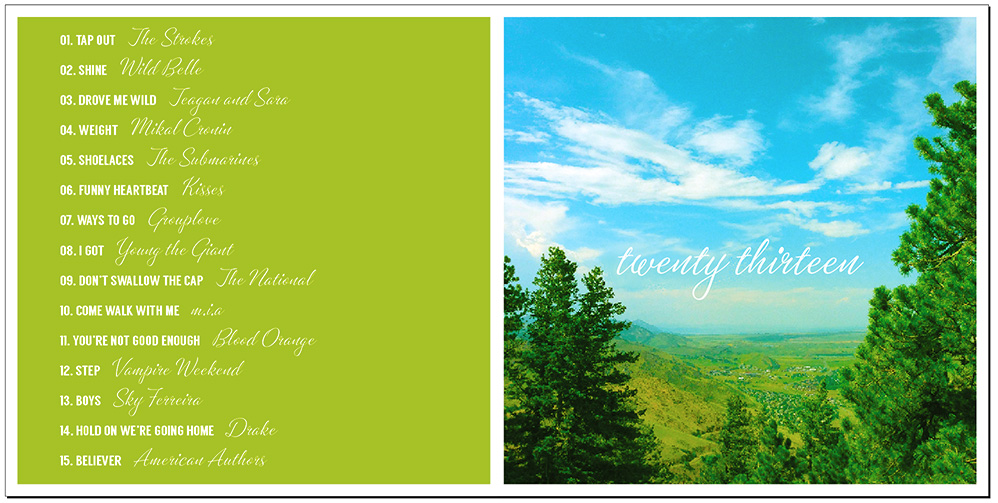 01. TAP OUT The Strokes
02. SHINE Wild Belle
03. DROVE ME WILD Teagan and Sara
04. WEIGHT Mikal Cronin
05. SHOELACES The Submarines
06. FUNNY HEARTBEAT Kisses
07. WAYS TO GO Grouplove
08. I GOT Young the Giant
09. DON'T SWALLOW THE CAP The National
10. COME WALK WITH ME m.i.a
11. YOU'RE NOT GOOD ENOUGH Blood Orange
12. STEP Vampire Weekend
13. BOYS Sky Ferreira
14. HOLD ON WE'RE GOING HOME Drake
15. BELIEVER American Authors
twenty thirteen